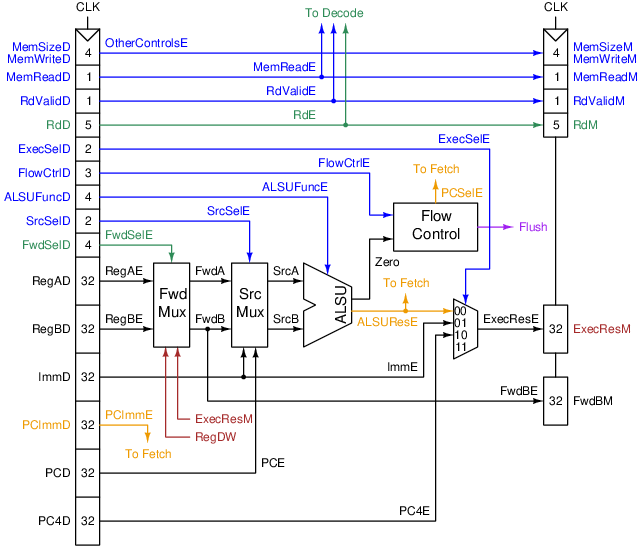 CLK
CLK
To Decode
MemSizeD
MemWriteD
4
OtherControlsE
4
MemSizeM
MemWriteM
MemReadD
1
MemReadE
1
MemReadM
RdValidD
1
RdValidE
1
RdValidM
RdD
5
RdE
5
RdM
ExecSelD
2
ExecSelE
FlowCtrlD
3
FlowCtrlE
To Fetch
ALSUFuncD
4
ALSUFuncE
PCSelE
SrcSelD
2
SrcSelE
Flow
Control
Flush
FwdSelD
4
FwdSelE
Zero
RegAD
32
RegAE
Fwd
Mux
FwdA
Src
Mux
SrcA
ALSU
To Fetch
RegBD
32
RegBE
FwdB
SrcB
ALSUResE
00
01
10
11
ExecResE
32
ExecResM
ImmD
32
ImmE
FwdBE
32
FwdBM
PCImmD
32
PCImmE
To Fetch
ExecResM
RegDW
PCD
32
PCE
PC4D
32
PC4E